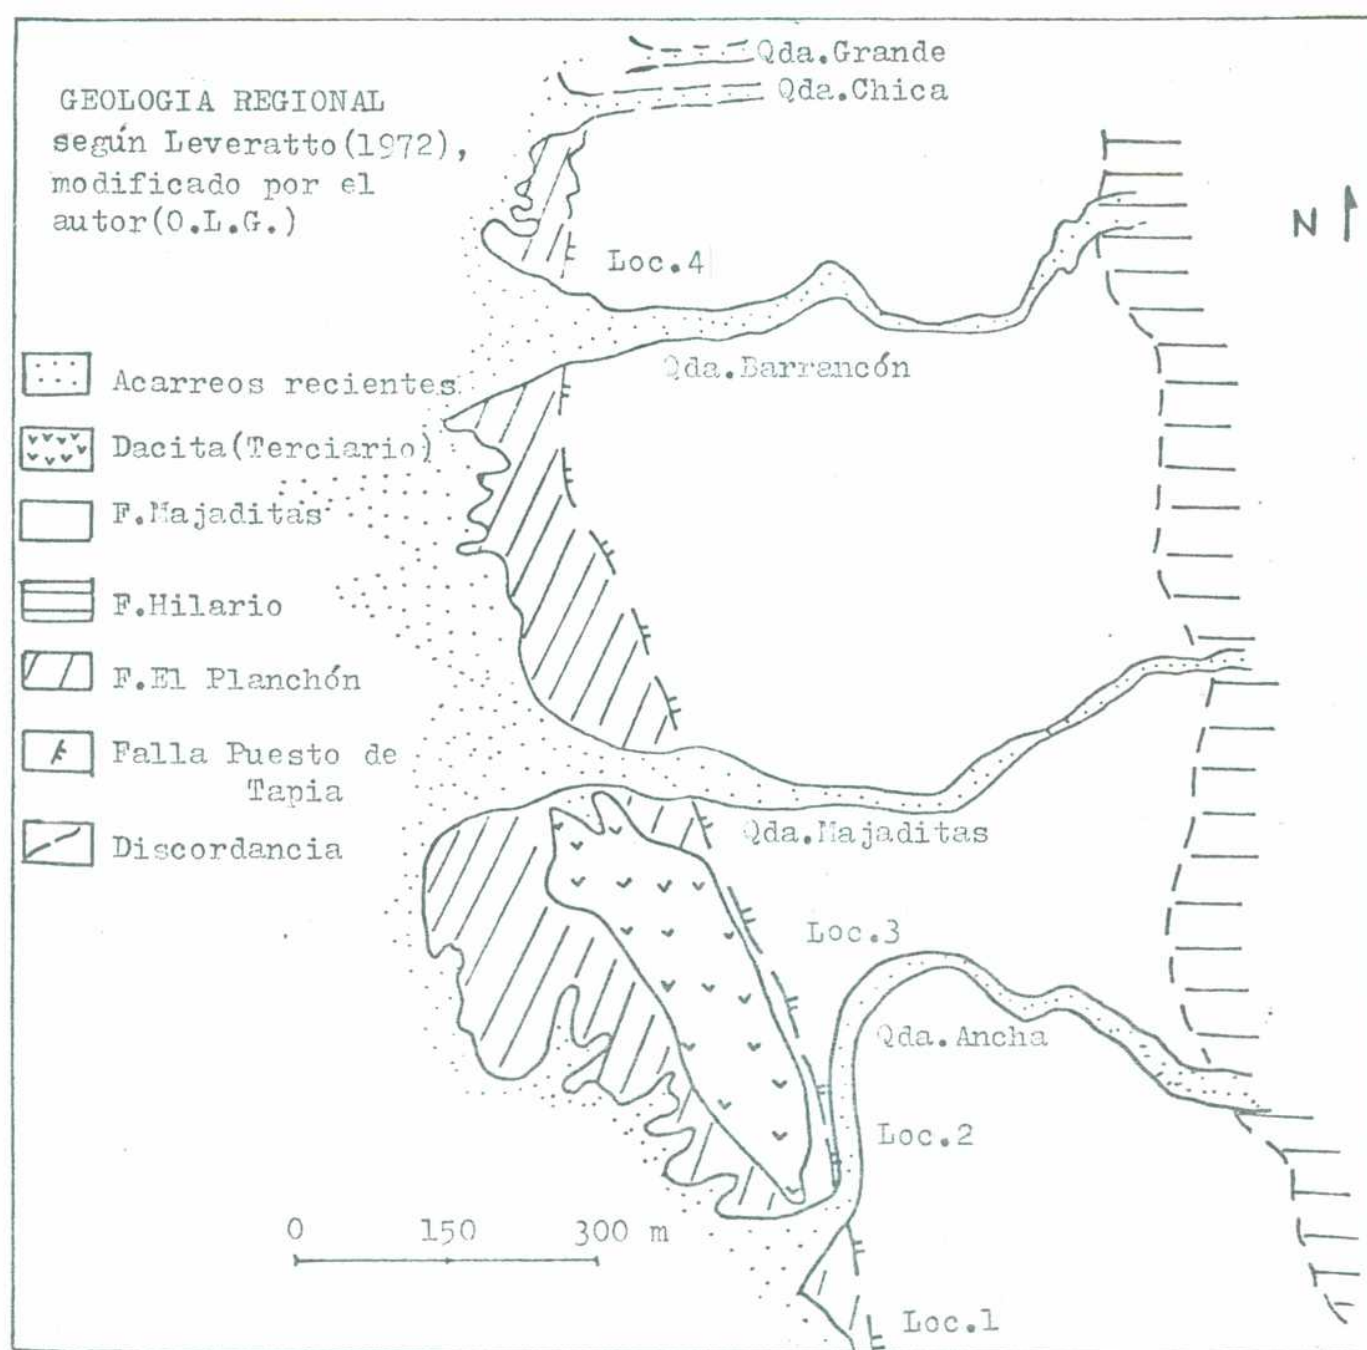 Qda.Grande
Qda.Chica
GEOLOGIA REGIONAL
según Leveratto(1972),
modificado por el
autor(O.L.G.)
N
Loc.4
Qda.Barrancón
Acarreos recientes
Dacita(Terciario)
F.Majaditas
F.Hilario
F.El Planchón
Falla Puesto de
Tapia
Discordancia
Qda.Majaditas
Loc.3
Qda.Ancha
Loc.2
0 150 300 m
Loc.1